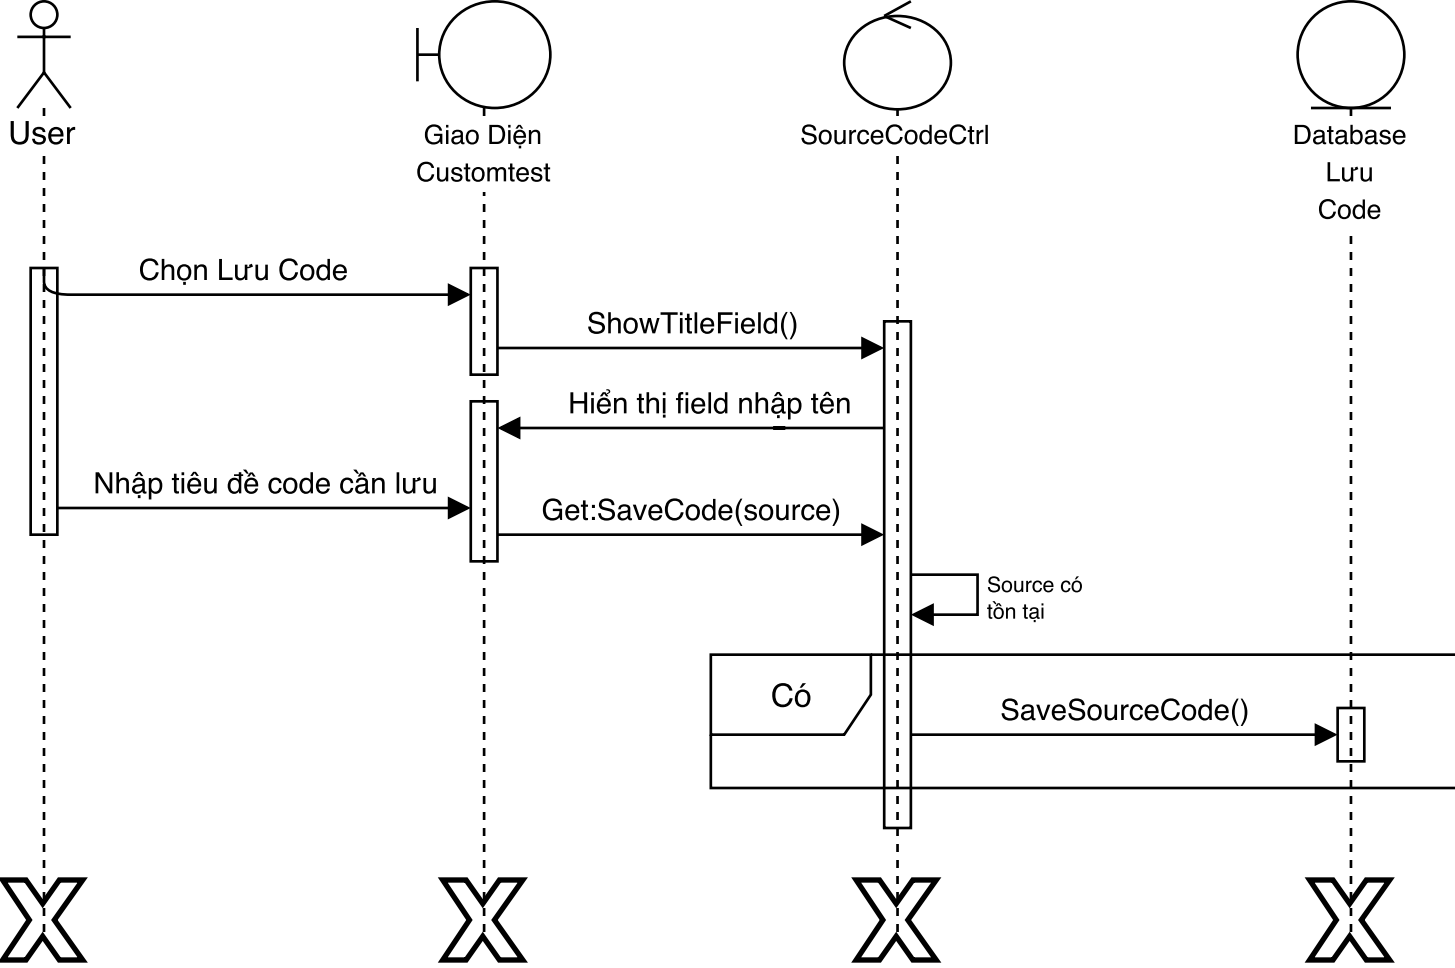 User
Giao Diện
Customtest
SourceCodeCtrl
Database
Lưu
Code
Chọn Lưu Code
ShowTitleField()
Hiển thị field nhập tên
Nhập tiêu đề code cần lưu
Get:SaveCode(source)
Source có
tồn tại
Có
SaveSourceCode()